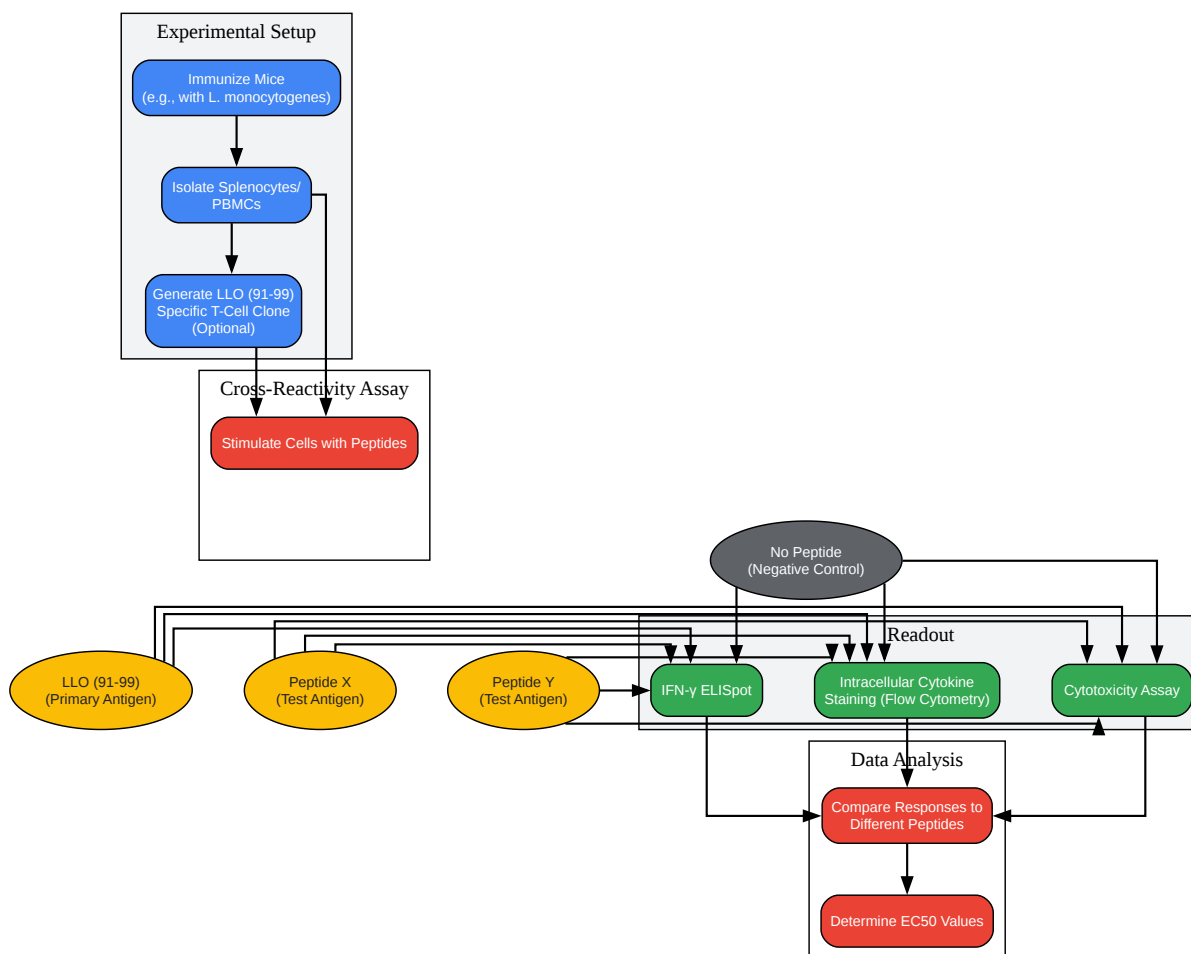 Experimental Setup
Immunize Mice
(e.g., with L. monocytogenes)
Isolate Splenocytes/
PBMCs
Generate LLO (91-99)
Specific T-Cell Clone
(Optional)
Cross-Reactivity Assay
Stimulate Cells with Peptides
No Peptide
(Negative Control)
Readout
LLO (91-99)
(Primary Antigen)
Peptide X
(Test Antigen)
Peptide Y
(Test Antigen)
IFN-γ ELISpot
Intracellular Cytokine
Staining (Flow Cytometry)
Cytotoxicity Assay
Data Analysis
Compare Responses to
Different Peptides
Determine EC50 Values